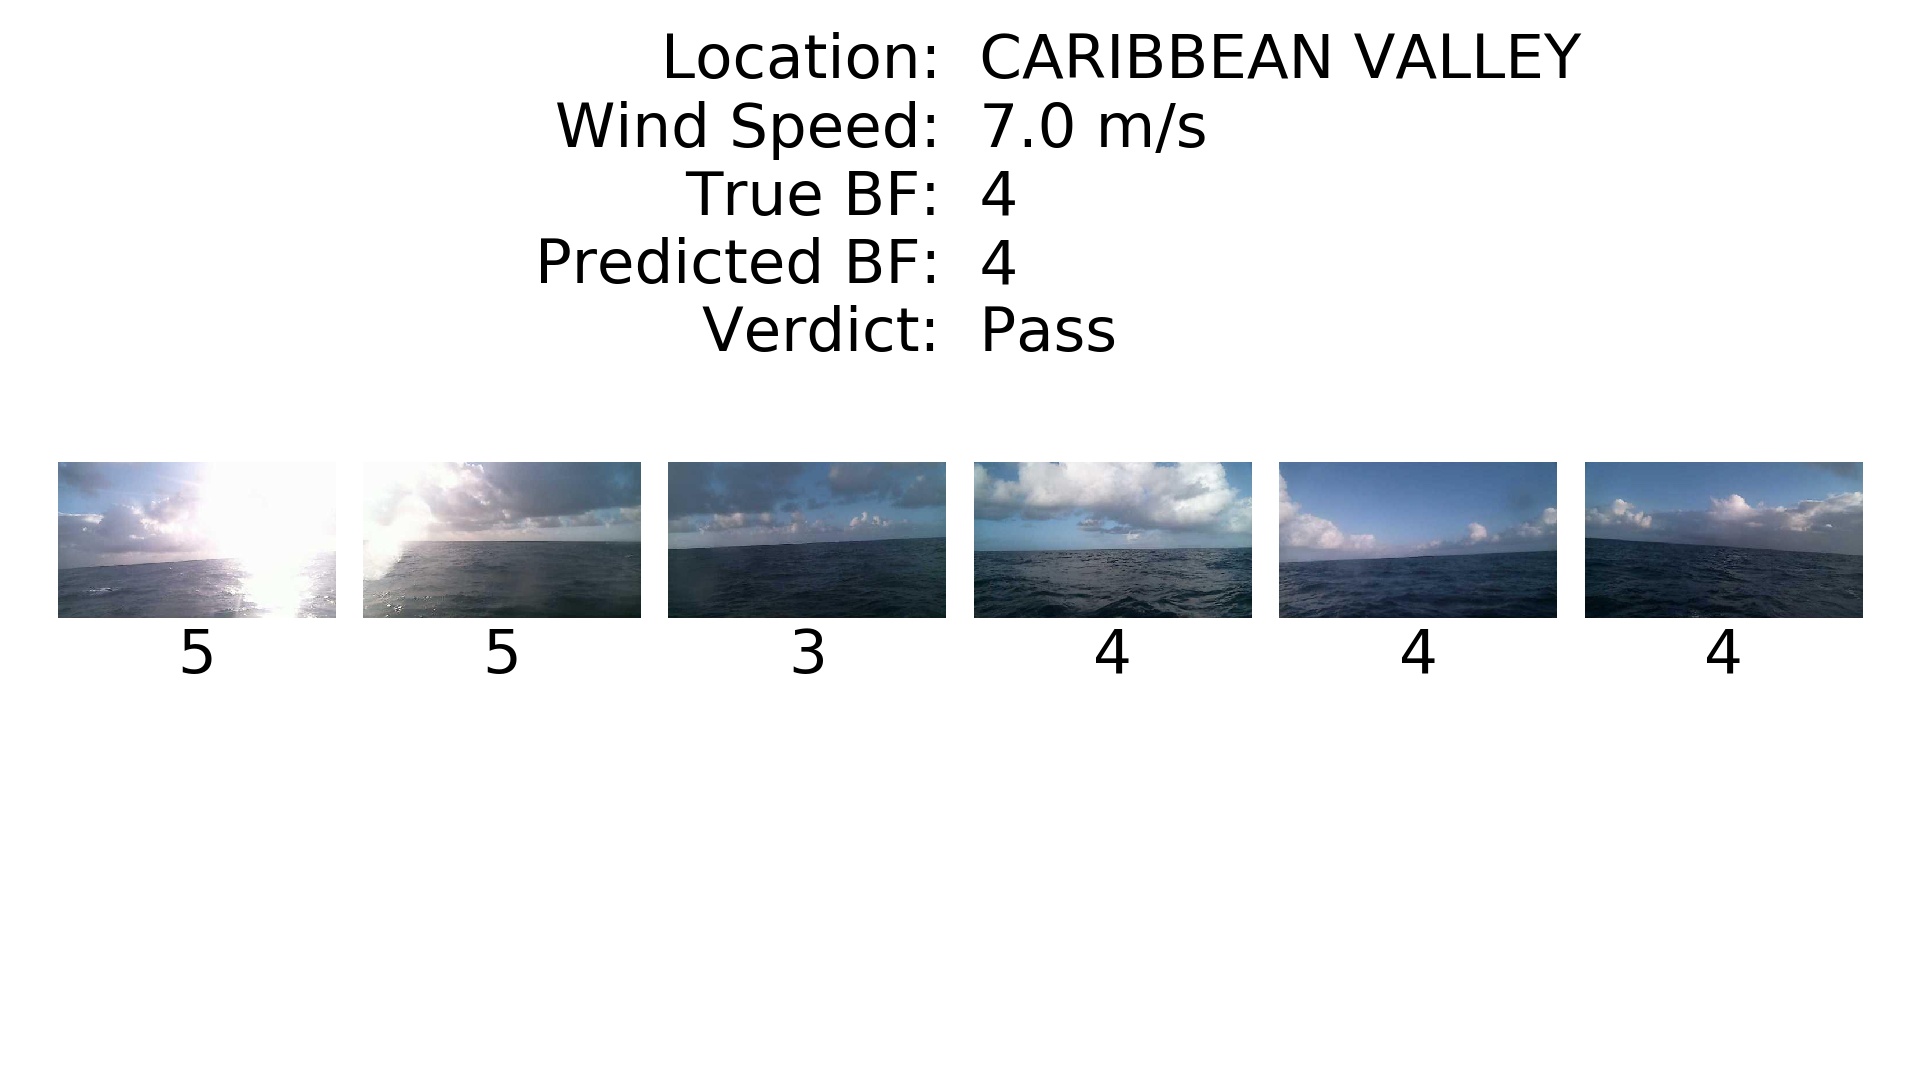 Location: CARIBBEAN VALLEY
Wind Speed: 7.0 m/s
True BF: 4
Predicted BF: 4
Verdict: Pass
5 5 3 4 4 4